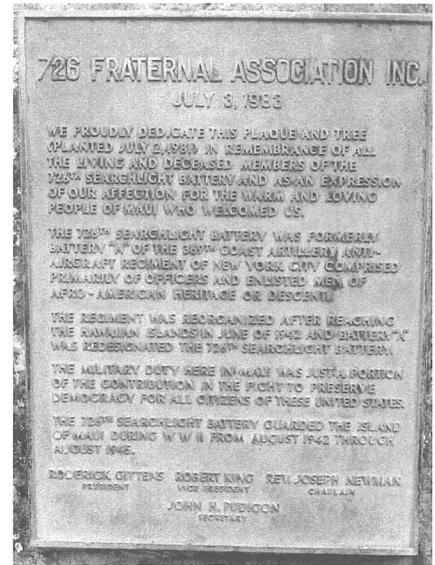 726 FRATERNAL ASSOCIATION INC.
JULY 3, 1983
WE PROUDLY DEDICATE THIS PLAQUE AND TREE
(PLANTED JULY 2, 1981) IN REMEMBRANCE OF ALL
THE LIVING AND DECEASED MEMBERS OF THE
726TH SEARCHLIGHT BATTERY AND AS AN EXPRESSION
OF OUR AFFECTION FOR THE WARM AND LOVING
PEOPLE OF MAUI WHO WELCOMED US.
THE 726TH SEARCHLIGHT BATTERY WAS FORMERLY
BATTERY "A" OF THE 369TH COAST ARTILLERY ANTI-
AIRCRAFT REGIMENT OF NEW YORK CITY COMPRISED
PRIMARILY OF OFFICERS AND ENLISTED MEN OF
AFRO-AMERICAN HERITAGE OR DESCENT.
THE REGIMENT WAS REORGANIZED AFTER REACHING
THE HAWAIIAN ISLANDS IN JUNE OF 1942 AND BATTERY "A"
WAS REDESIGNATED THE 726TH SEARCHLIGHT BATTERY.
THE MILITARY DUTY HERE IN MAUI WAS JUST A PORTION
OF THE CONTRIBUTION IN THE FIGHT TO PRESERVE
DEMOCRACY FOR ALL CITIZENS OF THESE UNITED STATES.
THE 726TH SEARCHLIGHT BATTERY GUARDED THE ISLAND
OF MAUI DURING W W II FROM AUGUST 1942 THROUGH
AUGUST 1945.
RODERICK GITTENS ROBERT KING REV. JOSEPH NEWMAN
PRESIDENT VICE PRESIDENT CHAPLAIN
JOHN H. PUDIGON
SECRETARY